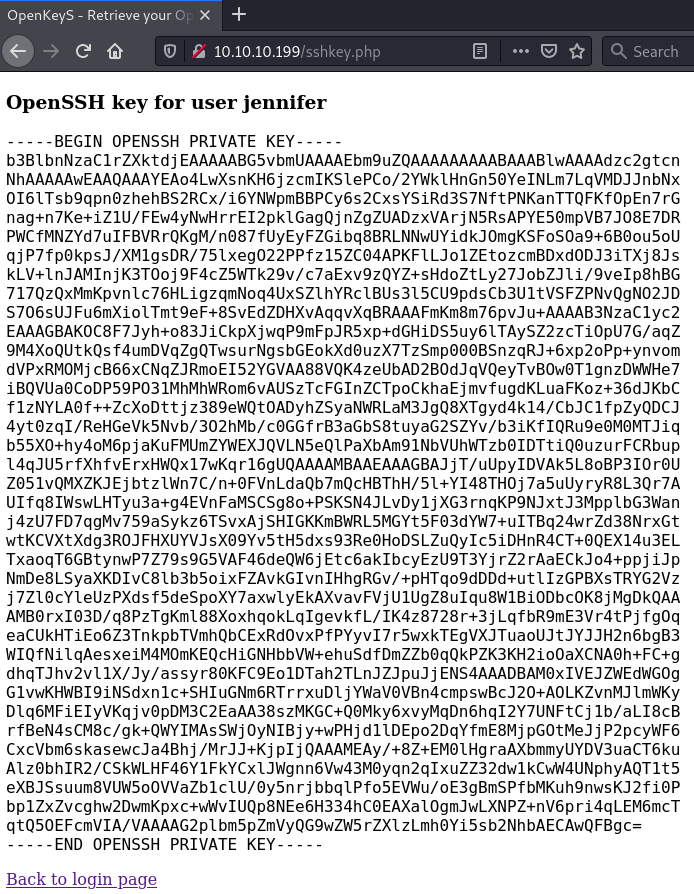 OpenKeyS - Retrieve your Op
10.10.10.199/sshkey.php
Search
OpenSSH key for user jennifer
-----BEGIN OPENSSH PRIVATE KEY-----
b3BlbnNzaC1rZXktdjEAAAAABG5vbmUAAAAEbm9uZQAAAAAAAAABAAABlwAAAAdzc2gtcn
NhAAAAAwEAAQAAAYEAo4LwXsnKH6jzcmIKSlePCo/2YWklHnGn50YeINLm7LqVMDJJnbNx
OI6lTsb9qpn0zhehBS2RCx/i6YNWpmBBPCy6s2CxsYSiRd3S7NftPNKanTTQFKfOpEn7rG
nag+n7Ke+iZ1U/FEw4yNwHrrEI2pklGagQjnZgZUADzxVArjN5RsAPYE50mpVB7JO8E7DR
PWCfMNZYd7uIFBVRrQKgM/n087fUyEyFZGibq8BRLNNwUYidkJOmgKSFoSOa9+6B0ou5oU
qjP7fp0kpsJ/XM1gsDR/75lxegO22PPfz15ZC04APKFlLJo1ZEtozcmBDxdODJ3iTXj8Js
kLV+lnJAMInjK3TOoj9F4cZ5WTk29v/c7aExv9zQYZ+sHdoZtLy27JobZJli/9veIp8hBG
717QzQxMmKpvnlc76HLigzqmNoq4UxSZlhYRclBUs3l5CU9pdsCb3U1tVSFZPNvQgNO2JD
S7O6sUJFu6mXiolTmt9eF+8SvEdZDHXvAqqvXqBRAAAFmKm8m76pvJu+AAAAB3NzaC1yc2
EAAAGBAKOC8F7Jyh+o83JiCkpXjwqP9mFpJR5xp+dGHiDS5uy6lTAySZ2zcTiOpU7G/aqZ
9M4XoQUtkQsf4umDVqZgQTwsurNgsbGEokXd0uzX7TzSmp000BSnzqRJ+6xp2oPp+ynvom
dVPxRMOMjcB66xCNqZJRmoEI52YGVAA88VQK4zeUbAD2BOdJqVQeyTvBOw0T1gnzDWWHe7
iBQVUa0CoDP59PO31MhMhWRom6vAUSzTcFGInZCTpoCkhaEjmvfugdKLuaFKoz+36dJKbC
f1zNYLA0f++ZcXoDttjz389eWQtOADyhZSyaNWRLaM3JgQ8XTgyd4k14/CbJC1fpZyQDCJ
4yt0zqI/ReHGeVk5Nvb/3O2hMb/c0GGfrB3aGbS8tuyaG2SZYv/b3iKfIQRu9e0M0MTJiq
b55XO+hy4oM6pjaKuFMUmZYWEXJQVLN5eQlPaXbAm91NbVUhWTzb0IDTtiQ0uzurFCRbup
l4qJU5rfXhfvErxHWQx17wKqr16gUQAAAAMBAAEAAAGBAJjT/uUpyIDVAk5L8oBP3IOr0U
Z051vQMXZKJEjbtzlWn7C/n+0FVnLdaQb7mQcHBThH/5l+YI48THOj7a5uUyryR8L3Qr7A
UIfq8IWswLHTyu3a+g4EVnFaMSCSg8o+PSKSN4JLvDy1jXG3rnqKP9NJxtJ3MpplbG3Wan
j4zU7FD7qgMv759aSykz6TSvxAjSHIGKKmBWRL5MGYt5F03dYW7+uITBq24wrZd38NrxGt
wtKCVXtXdg3ROJFHXUYVJsX09Yv5tH5dxs93Re0HoDSLZuQyIc5iDHnR4CT+0QEX14u3EL
TxaoqT6GBtynwP7Z79s9G5VAF46deQW6jEtc6akIbcyEzU9T3YjrZ2rAaECkJo4+ppjiJp
NmDe8LSyaXKDIvC8lb3b5oixFZAvkGIvnIHhgRGv/+pHTqo9dDDd+utlIzGPBXsTRYG2Vz
j7Zl0cYleUzPXdsf5deSpoXY7axwlyEkAXvavFVjU1UgZ8uIqu8W1BiODbcOK8jMgDkQAA
AMB0rxI03D/q8PzTgKml88XoxhqokLqIgevkfL/IK4z8728r+3jLqfbR9mE3Vr4tPjfgOq
eaCUkHTiEo6Z3TnkpbTVmhQbCExRdOvxPfPYyvI7r5wxkTEgVXJTuaoUJtJYJJH2n6bgB3
WIQfNilqAesxeiM4MOmKEQcHiGNHbbVW+ehuSdfDmZZb0qQkPZK3KH2ioOaXCNA0h+FC+g
dhqTJhv2vl1X/Jy/assyr80KFC9Eo1DTah2TLnJZJpuJjENS4AAADBAM0xIVEJZWEdWGOg
G1vwKHWBI9iNSdxn1c+SHIuGNm6RTrrxuDljYWaV0VBn4cmpswBcJ2O+AOLKZvnMJlmWKy
Dlq6MFiEIyVKqjv0pDM3C2EaAA38szMKGC+Q0Mky6xvyMqDn6hqI2Y7UNFtCj1b/aLI8cB
rfBeN4sCM8c/gk+QWYIMAsSWjOyNIBjy+wPHjd1lDEpo2DqYfmE8MjpGOtMeJjP2pcyWF6
CxcVbm6skasewcJa4Bhj/MrJJ+KjpIjQAAAMEAy/+8Z+EM0lHgraAXbmmyUYDV3uaCT6ku
Alz0bhIR2/CSkWLHF46Y1FkYCxlJWgnn6Vw43M0yqn2qIxuZZ32dw1kCwW4UNphyAQT1t5
eXBJSsuum8VUW5oOVVaZb1clU/0y5nrjbbqlPfo5EVWu/oE3gBmSPfbMKuh9nwsKJ2fi0P
bp1ZxZvcghw2DwmKpxc+wWvIUQp8NEe6H334hC0EAXalOgmJwLXNPZ+nV6pri4qLEM6mcT
qtQ5OEFcmVIA/VAAAAG2plbm5pZmVyQG9wZW5rZXlzLmh0Yi5sb2NhbAECAwQFBgc=
-----END OPENSSH PRIVATE KEY-----
Back to login page